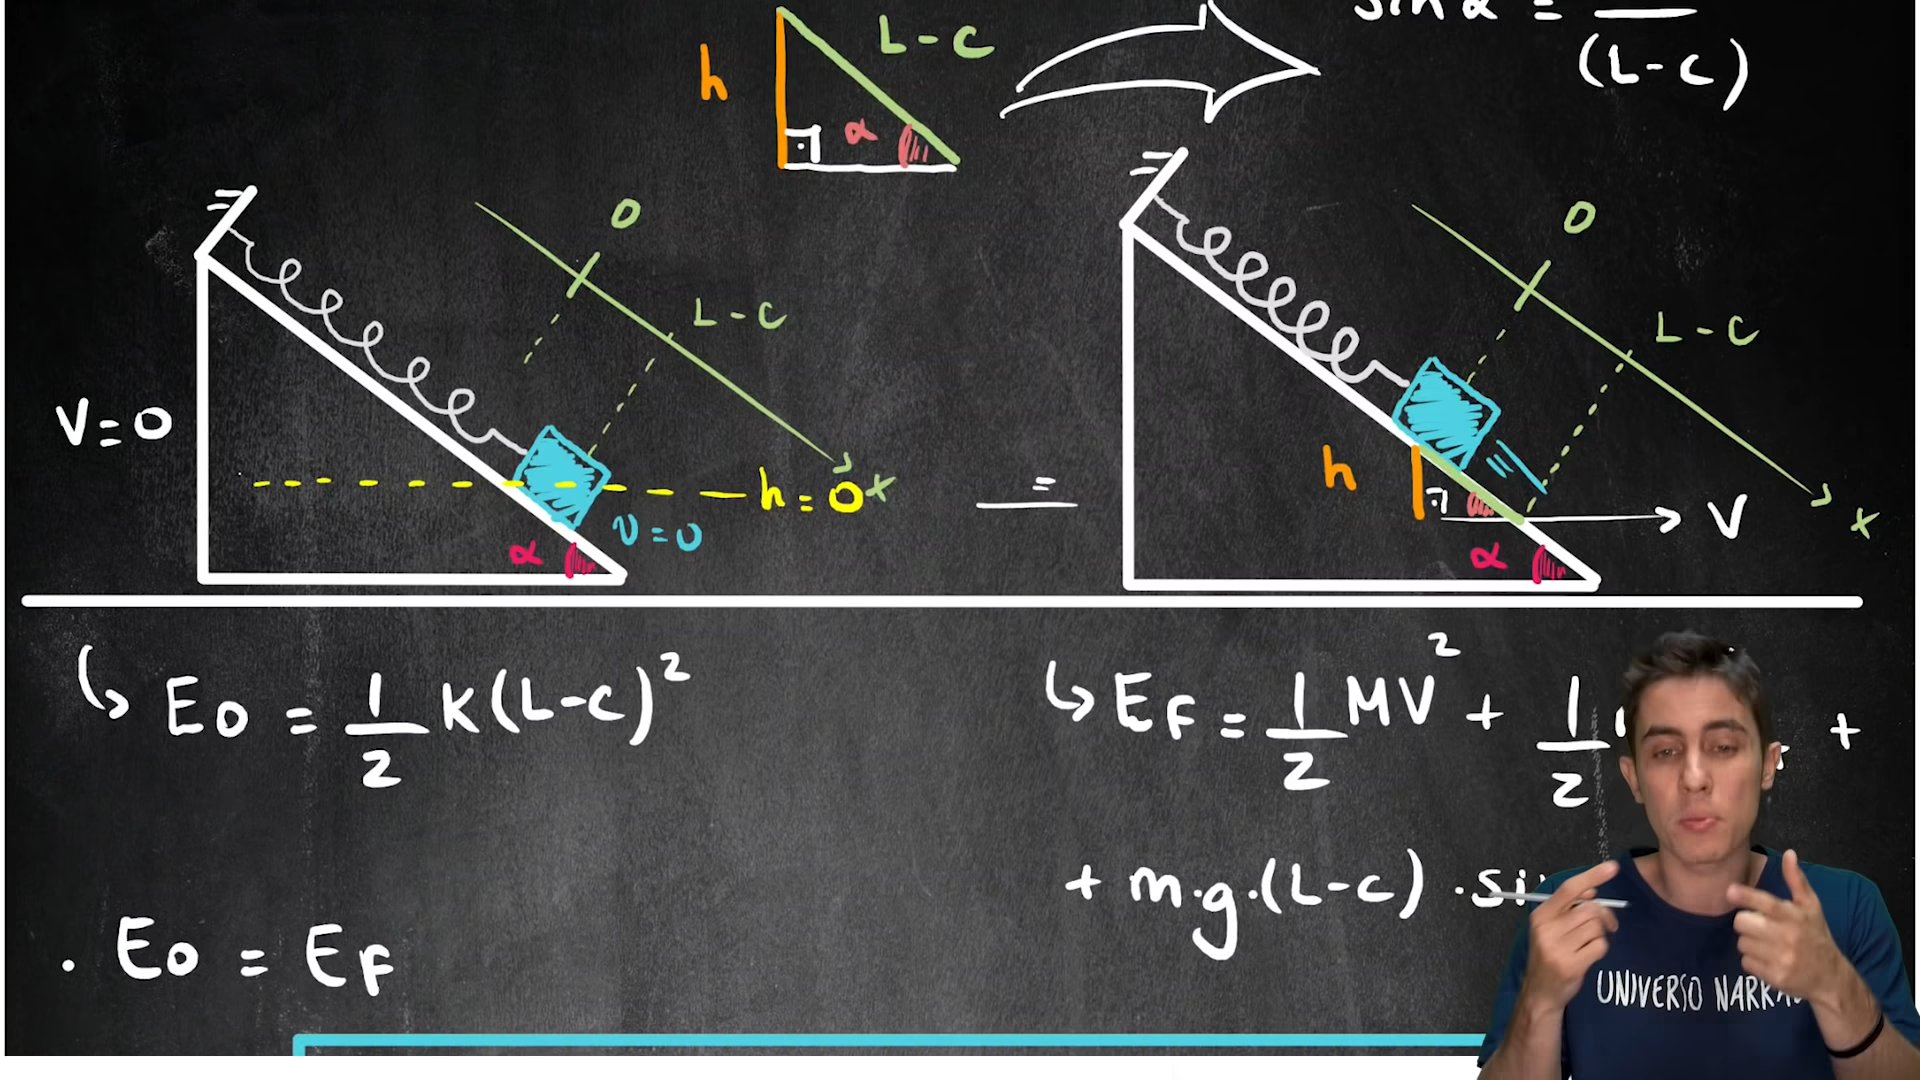 sin α = ─
(L-C)
L-C
h
α
0
L-C
x
V=0
h=0
v=0
α
=
0
L-C
x
h
V
α
↳ E0 = 1/2 K(L-C)²
↳ EF = 1/2 MV² + 1/2 +
+ m.g.(L-C) .
. E0 = EF
UNIVERSO